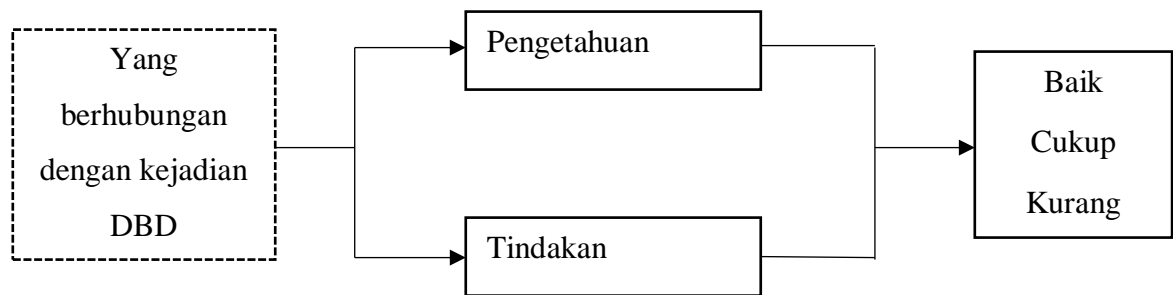 Yang
berhubungan
dengan kejadian
DBD
Pengetahuan
Tindakan
Baik
Cukup
Kurang